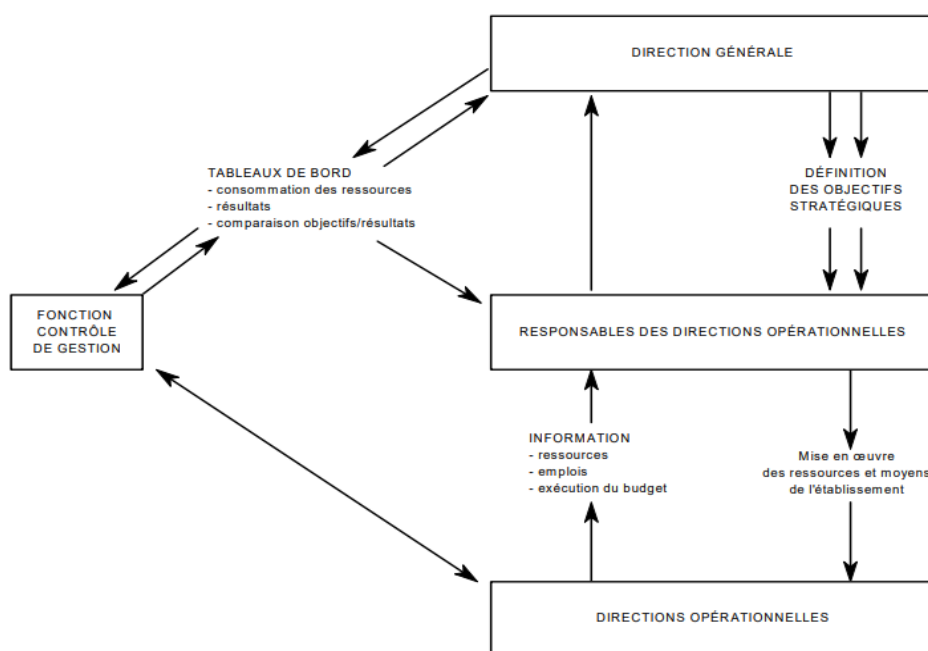 DIRECTION GÉNÉRALE
TABLEAUX DE BORD
- consommation des ressources
- résultats
- comparaison objectifs/résultats
DÉFINITION
DES OBJECTIFS
STRATÉGIQUES
FONCTION
CONTRÔLE
DE GESTION
RESPONSABLES DES DIRECTIONS OPÉRATIONNELLES
INFORMATION
- ressources
- emplois
- exécution du budget
Mise en œuvre
des ressources et moyens
de l'établissement
DIRECTIONS OPÉRATIONNELLES